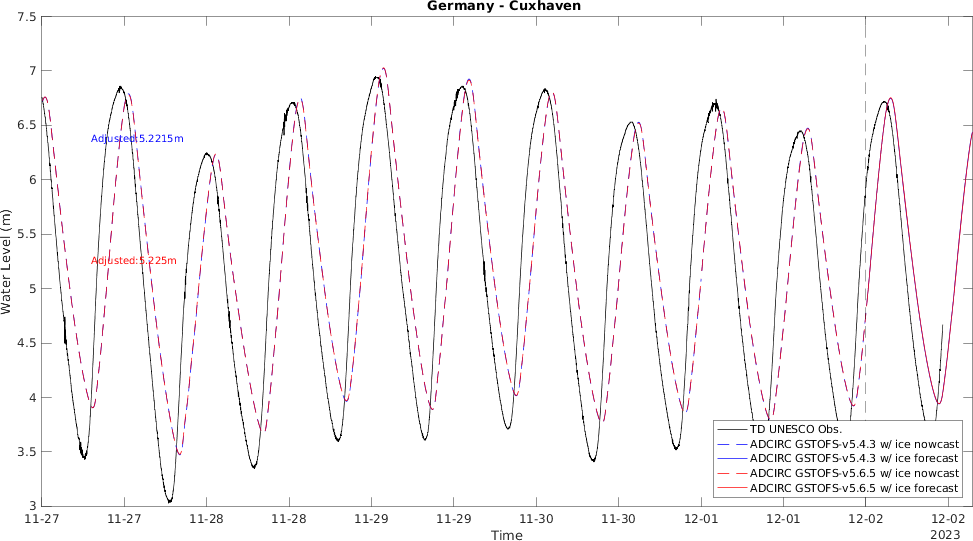 Germany - Cuxhaven
7.5
7
6.5
6
5.5
5
4.5
4
3.5
3
Water Level (m)
Adjusted:5.2215m
Adjusted:5.225m
TD UNESCO Obs.
ADCIRC GSTOFS-v5.4.3 w/ ice nowcast
ADCIRC GSTOFS-v5.4.3 w/ ice forecast
ADCIRC GSTOFS-v5.6.5 w/ ice nowcast
ADCIRC GSTOFS-v5.6.5 w/ ice forecast
11-27 11-27 11-28 11-28 11-29 11-29 11-30 11-30 12-01 12-01 12-02 12-02
Time
2023